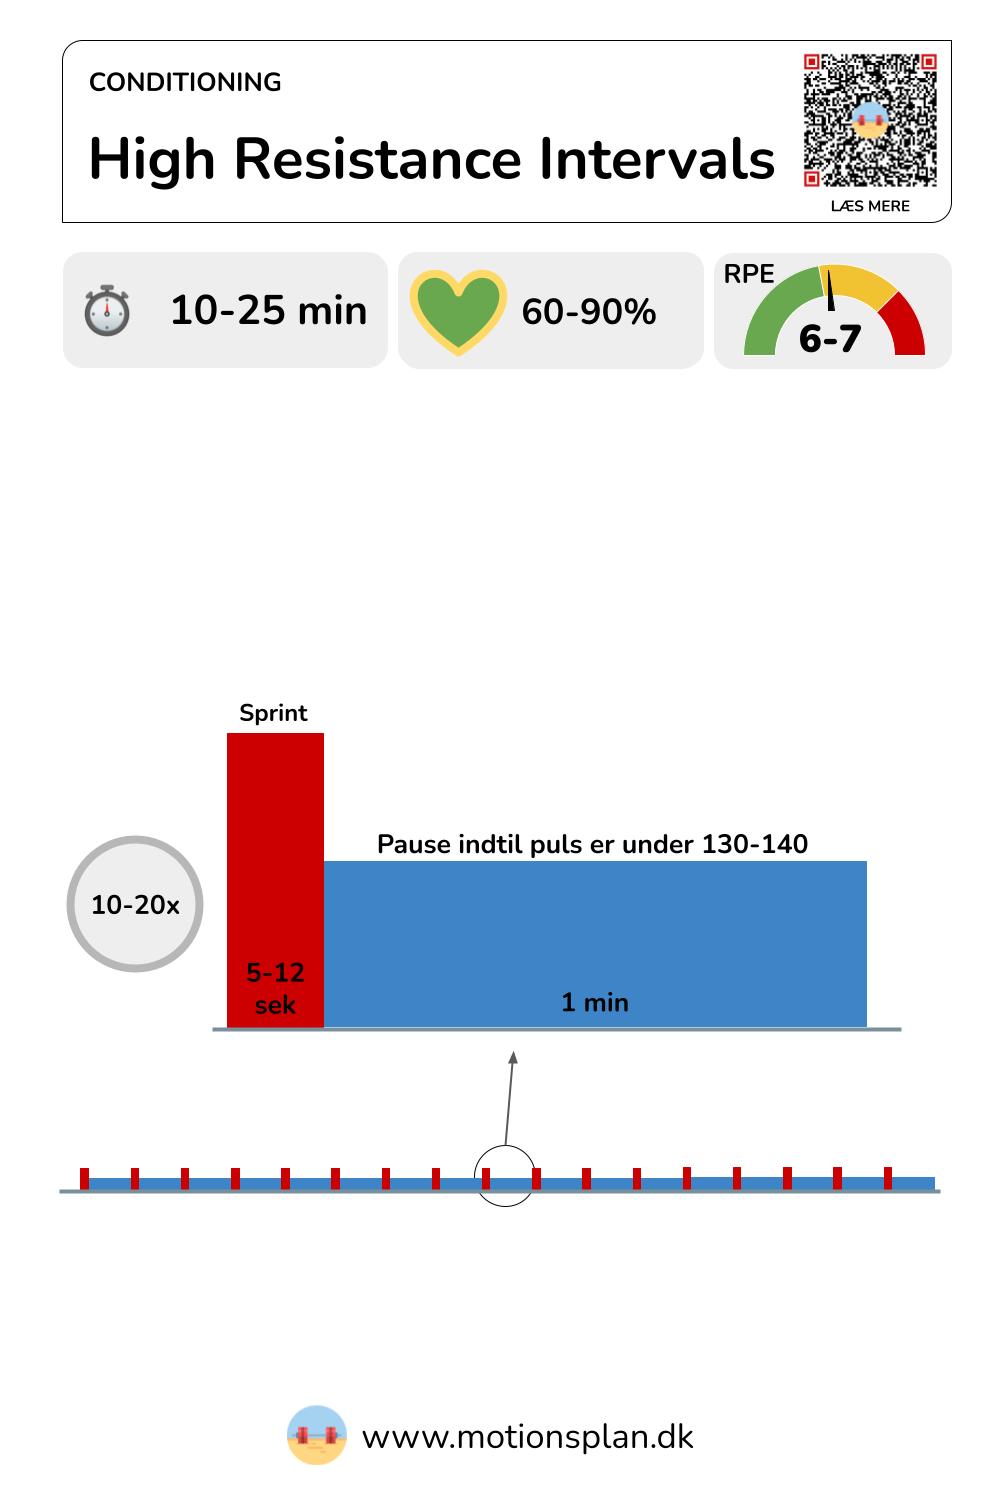 CONDITIONING
High Resistance Intervals
LÆS MERE
10-25 min
60-90%
RPE
6-7
Sprint
Pause indtil puls er under 130-140
10-20x
5-12
sek
1 min
www.motionsplan.dk